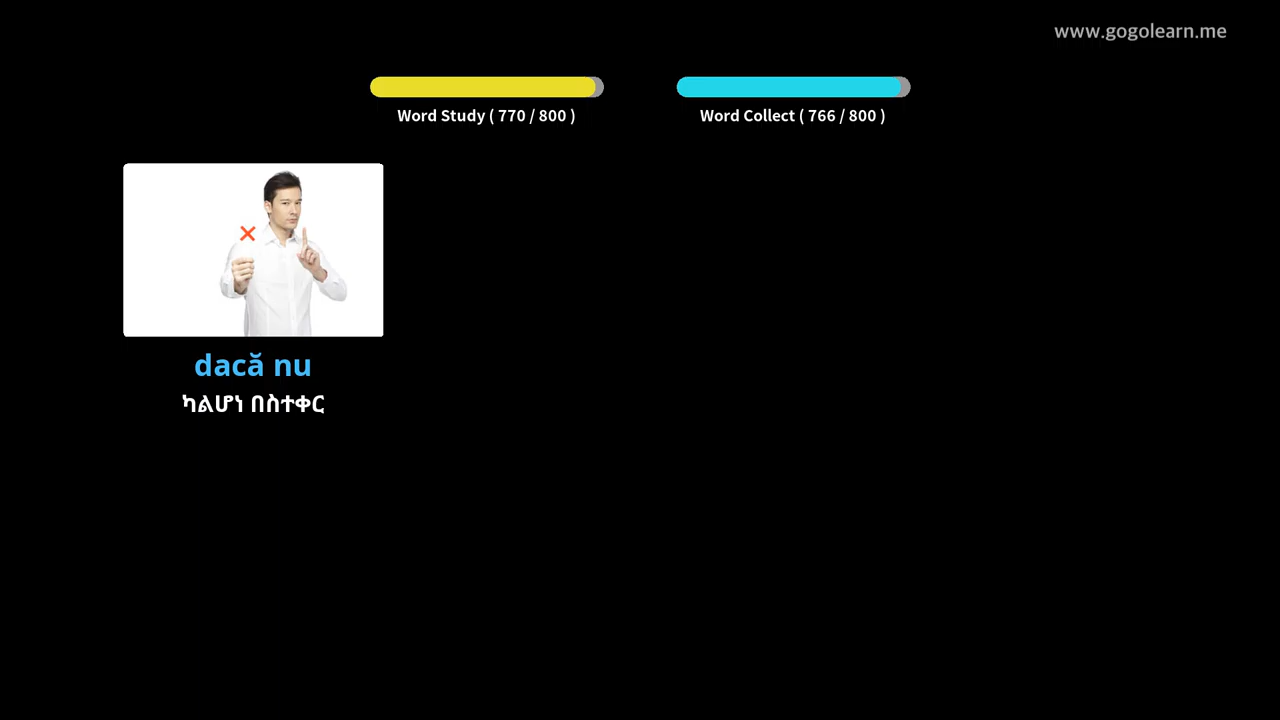 www.gogolearn.me
Word Study ( 770 / 800 )
Word Collect ( 766 / 800 )
dacă nu
ካልሆነ በስተቀር